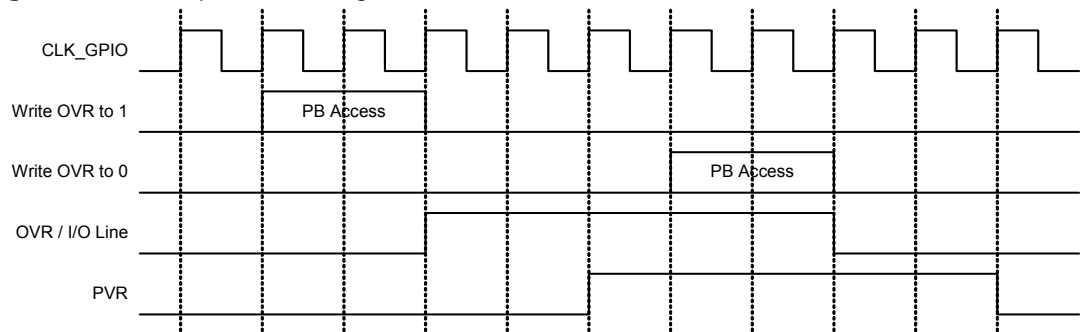 CLK_GPIO
Write OVR to 1
PB Access
Write OVR to 0
PB Access
OVR / I/O Line
PVR